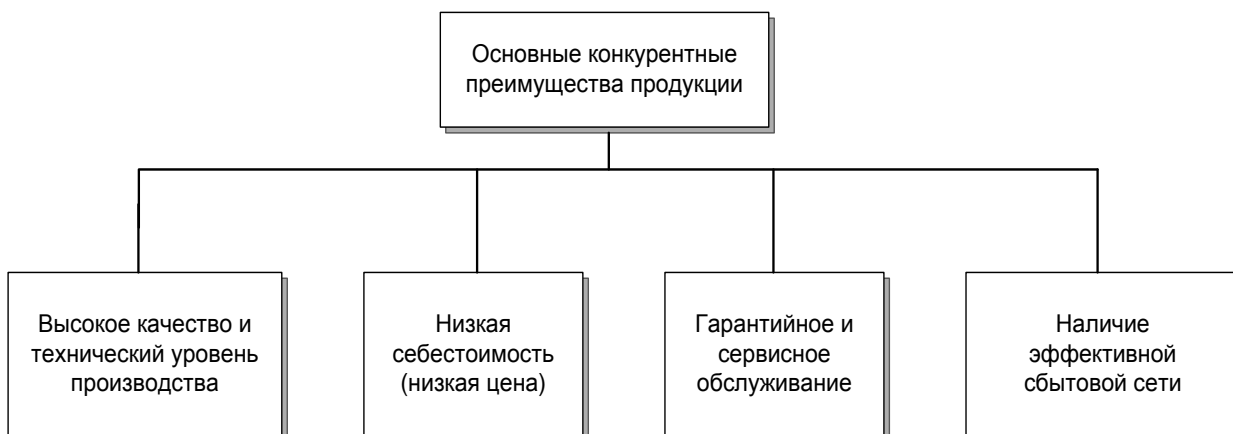 Основные конкурентные
преимущества продукции
Высокое качество и
технический уровень
производства
Низкая
себестоимость
(низкая цена)
Гарантийное и
сервисное
обслуживание
Наличие
эффективной
сбытовой сети